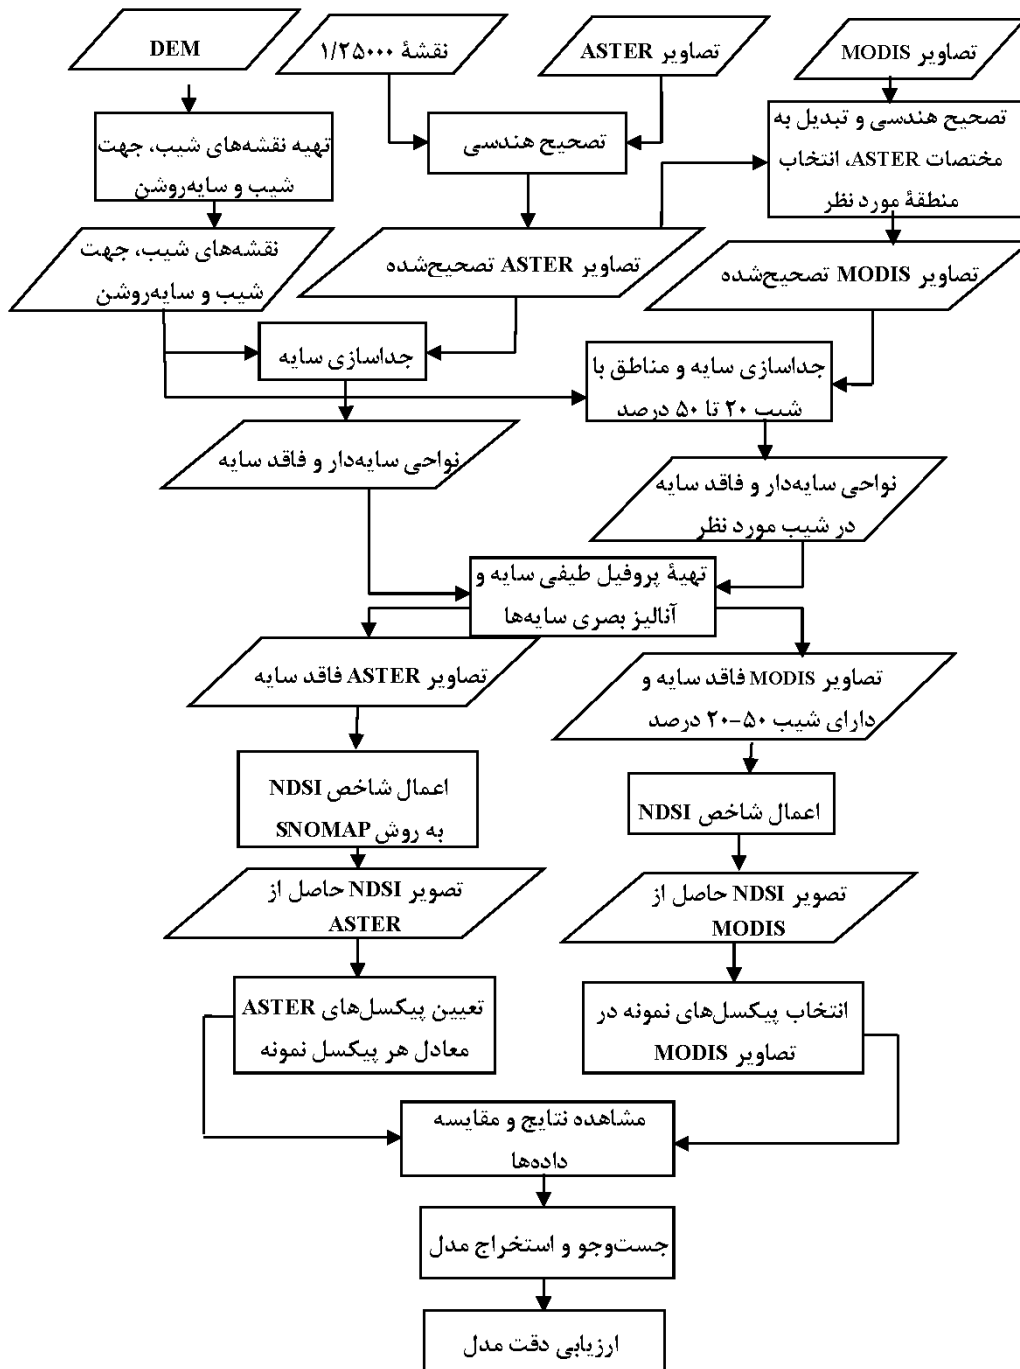 DEM
نقشهٔ ۱/۲۵۰۰۰
تصاویر ASTER
تصاویر MODIS
تهیه نقشه‌های شیب، جهت
شیب و سایه‌روشن
تصحیح هندسی
تصحیح هندسی و تبدیل به
مختصات ASTER، انتخاب
منطقهٔ مورد نظر
نقشه‌های شیب، جهت
شیب و سایه‌روشن
تصاویر ASTER تصحیح‌شده
تصاویر MODIS تصحیح‌شده
جداسازی سایه
جداسازی سایه و مناطق با
شیب ۲۰ تا ۵۰ درصد
نواحی سایه‌دار و فاقد سایه
نواحی سایه‌دار و فاقد سایه
در شیب مورد نظر
تهیهٔ پروفیل طیفی سایه و
آنالیز بصری سایه‌ها
تصاویر ASTER فاقد سایه
تصاویر MODIS فاقد سایه و
دارای شیب ۵۰-۲۰ درصد
اعمال شاخص NDSI
به روش SNOMAP
اعمال شاخص NDSI
تصویر NDSI حاصل از
ASTER
تصویر NDSI حاصل از
MODIS
تعیین پیکسل‌های ASTER
معادل هر پیکسل نمونه
انتخاب پیکسل‌های نمونه در
تصاویر MODIS
مشاهده نتایج و مقایسه
داده‌ها
جست‌وجو و استخراج مدل
ارزیابی دقت مدل